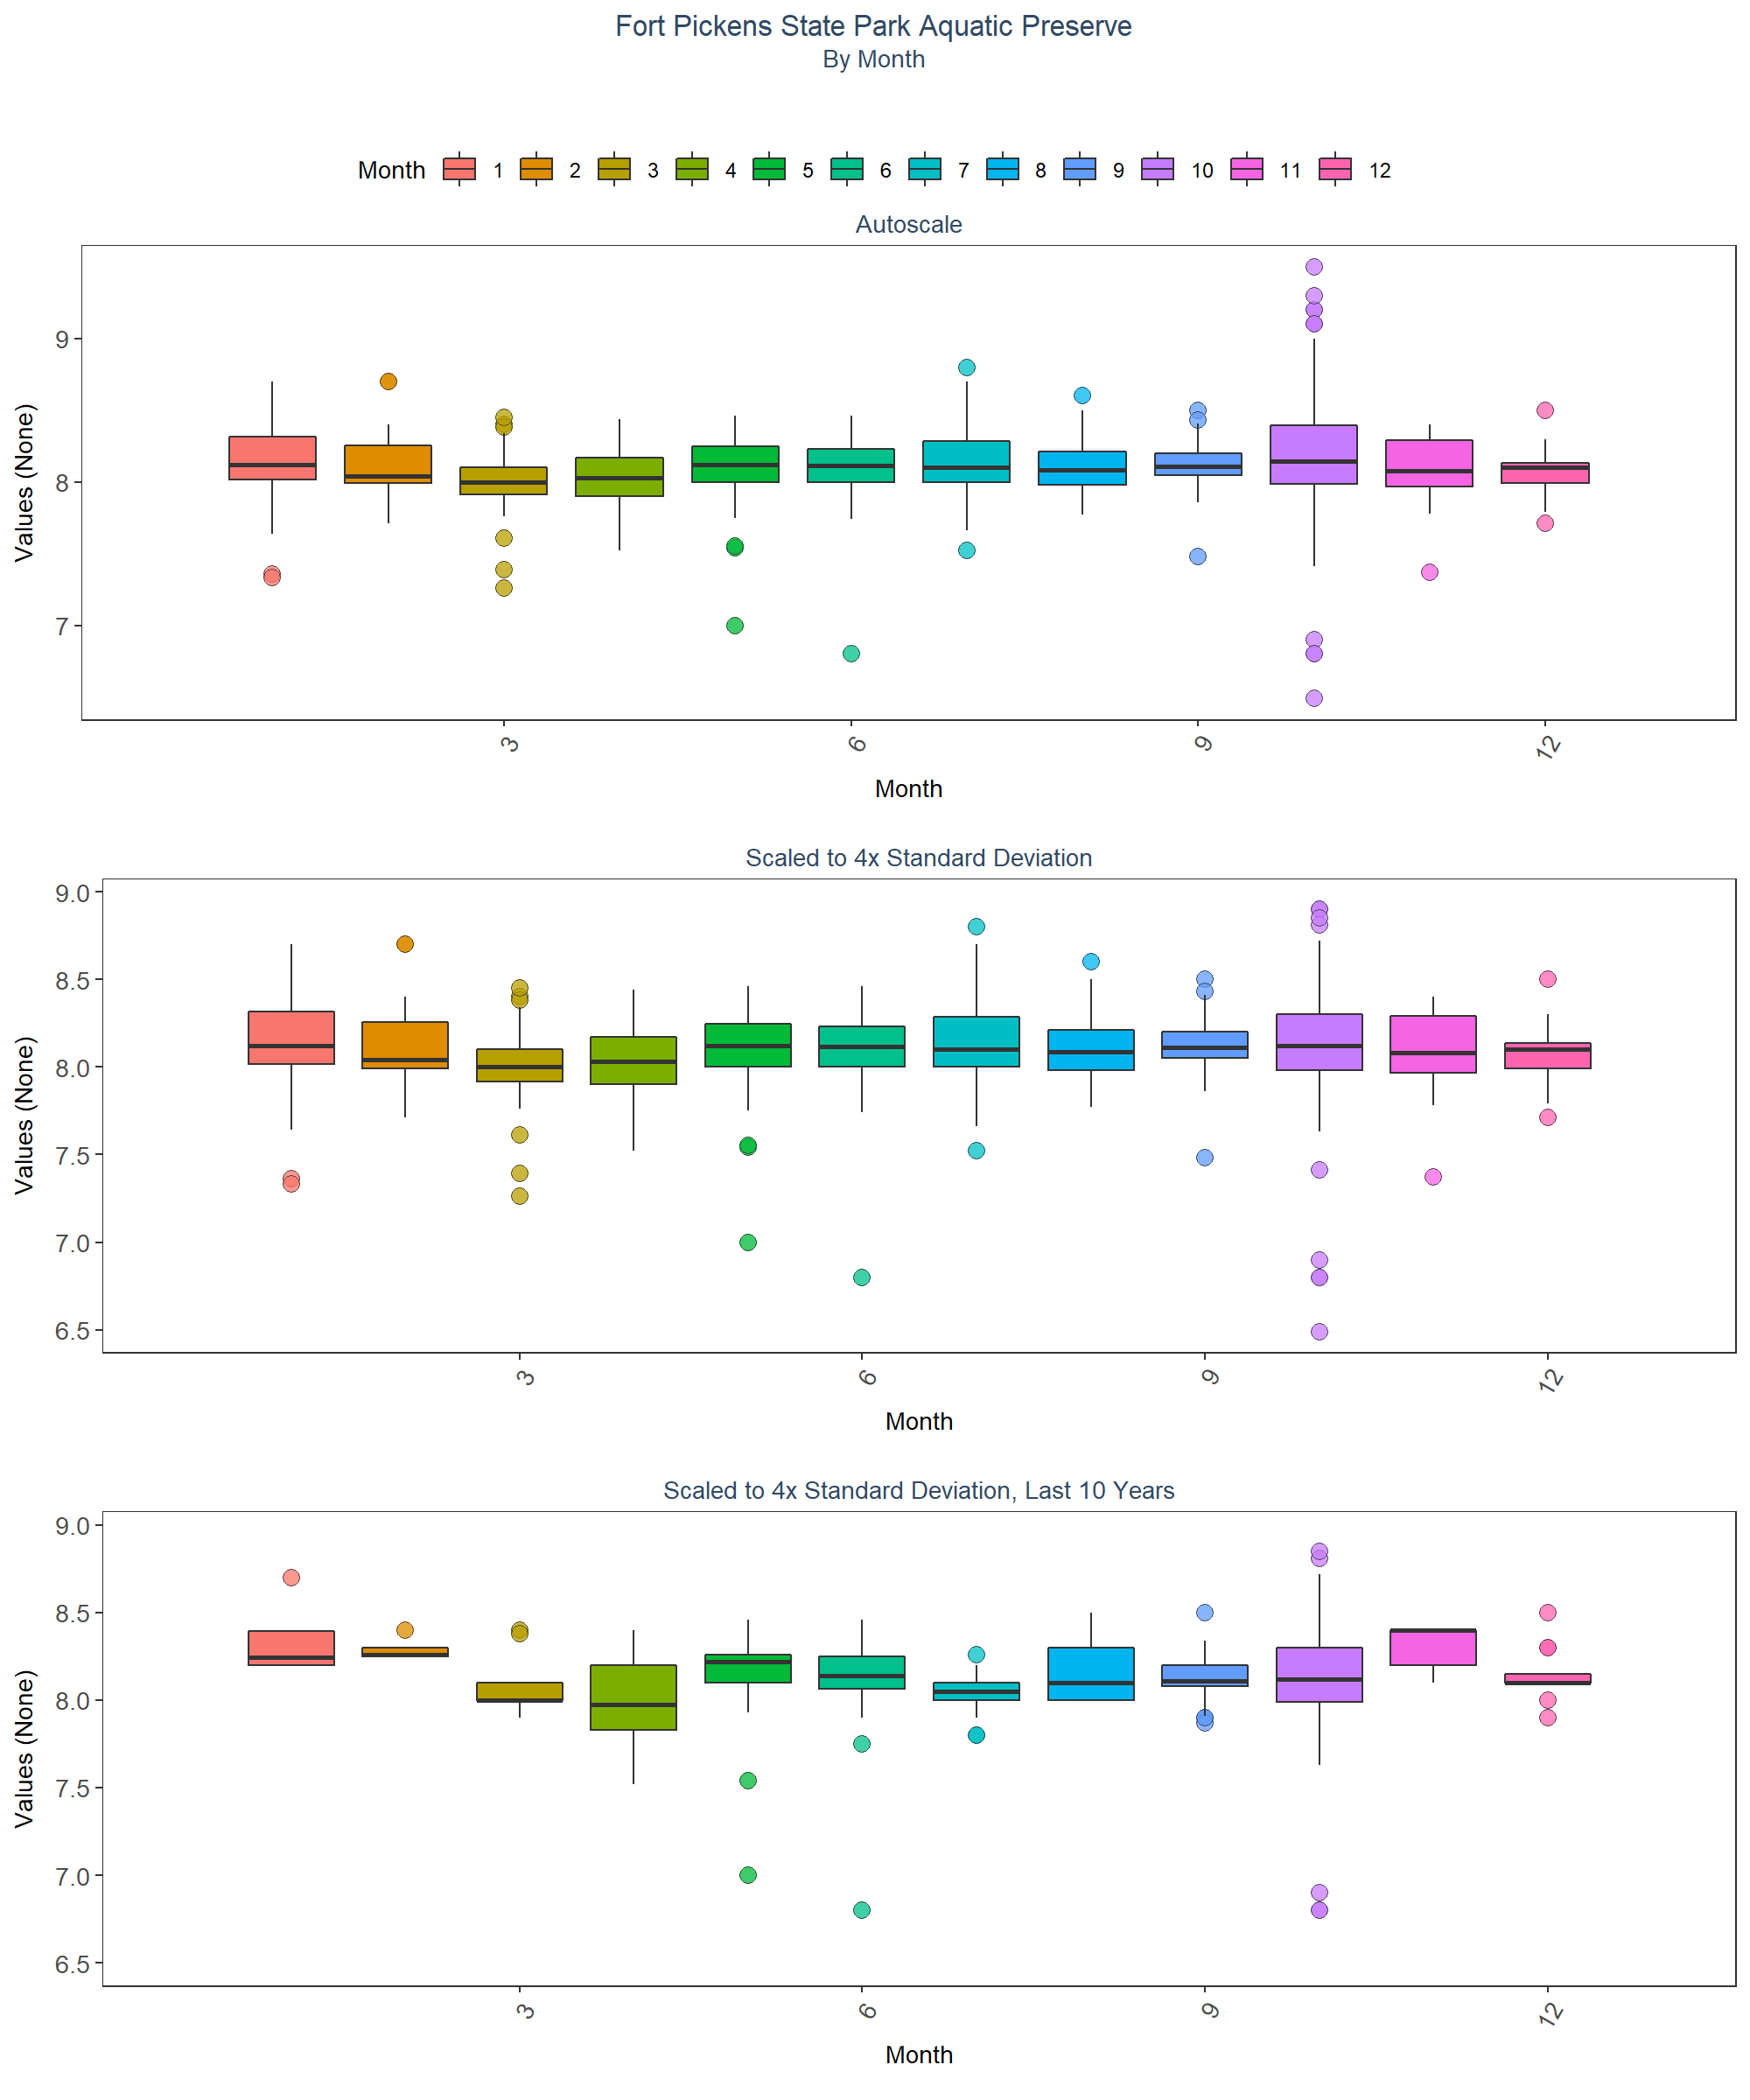 Fort Pickens State Park Aquatic Preserve
By Month
Month 1 2 3 4 5 6 7 8 9 10 11 12
Autoscale
Values (None)
9
8
7
3 6 9 12
Month
Scaled to 4x Standard Deviation
Values (None)
9.0
8.5
8.0
7.5
7.0
6.5
3 6 9 12
Month
Scaled to 4x Standard Deviation, Last 10 Years
Values (None)
9.0
8.5
8.0
7.5
7.0
6.5
3 6 9 12
Month